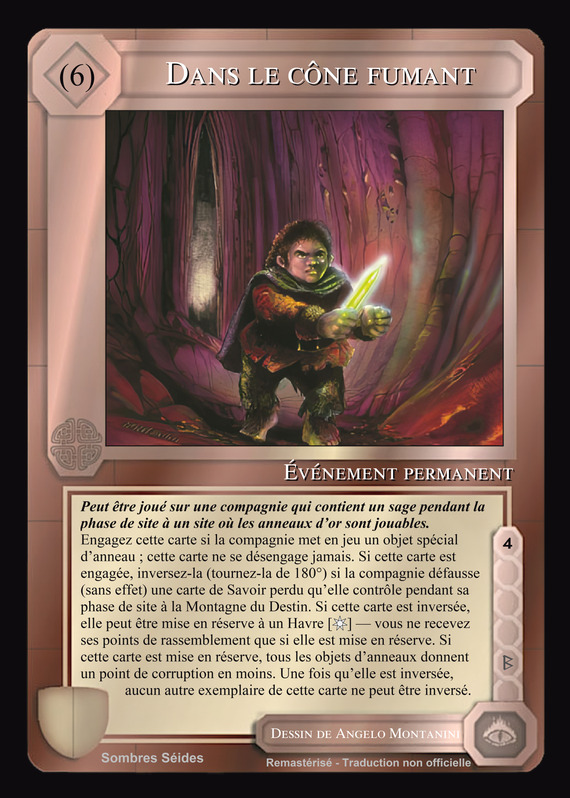 (6)
Dans le cône fumant
Événement permanent
Peut être joué sur une compagnie qui contient un sage pendant la
phase de site à un site où les anneaux d’or sont jouables.
Engagez cette carte si la compagnie met en jeu un objet spécial
d’anneau ; cette carte ne se désengage jamais. Si cette carte est
engagée, inversez-la (tournez-la de 180°) si la compagnie défausse
(sans effet) une carte de Savoir perdu qu’elle contrôle pendant sa
phase de site à la Montagne du Destin. Si cette carte est inversée,
elle peut être mise en réserve à un Havre [] — vous ne recevez
ses points de rassemblement que si elle est mise en réserve. Si
cette carte est mise en réserve, tous les objets d’anneaux donnent
un point de corruption en moins. Une fois qu’elle est inversée,
aucun autre exemplaire de cette carte ne peut être inversé.
4
ᛒ
Dessin de Angelo Montanini
Sombres Séides
Remastérisé - Traduction non officielle